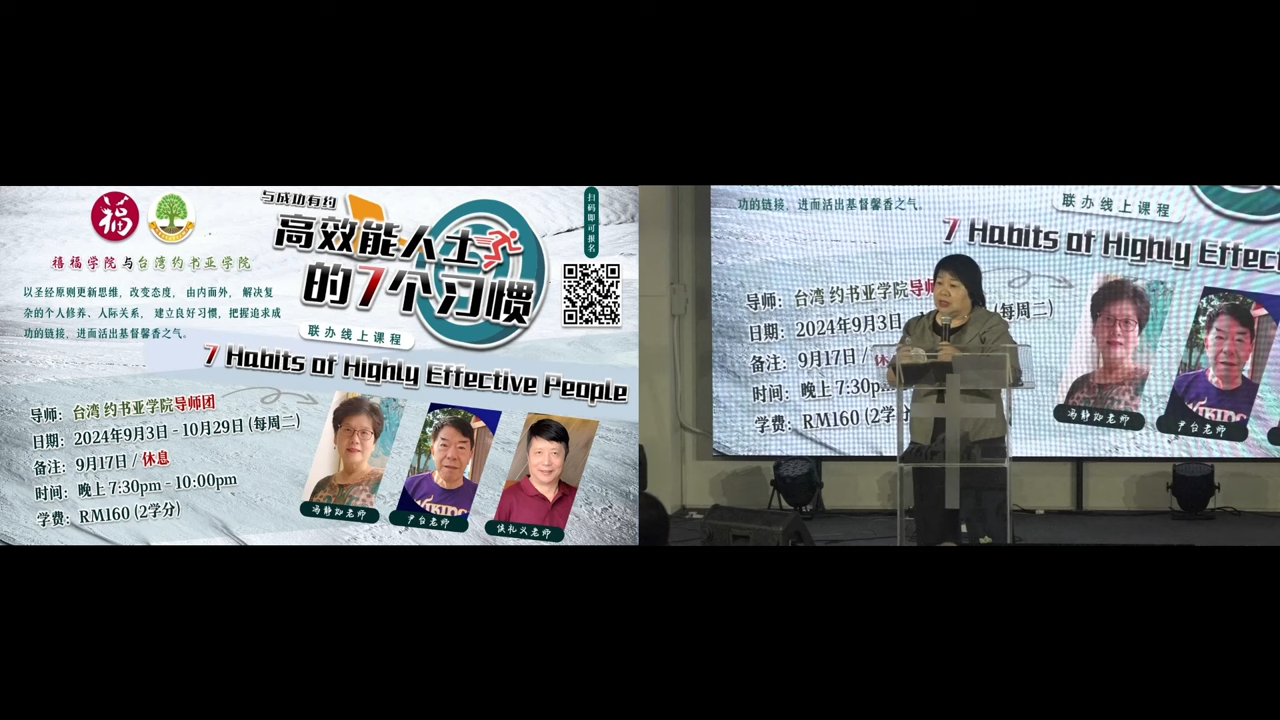 福
禧福学院与台湾约书亚学院
以圣经原则更新思维，改变态度， 由内而外， 解决复
杂的个人修养、人际关系， 建立良好习惯，把握追求成
功的链接，进而活出基督馨香之气。
与成功有约
高效能人士
的7个习惯
联办线上课程
扫码即可报名
7 Habits of Highly Effective People
导师：台湾 约书亚学院导师团
日期：2024年9月3日 - 10月29日 (每周二)
备注：9月17日 / 休息
时间：晚上 7:30pm - 10:00pm
学费：RM160 (2学分)
冯静如老师
尹台老师
侯礼义老师
功的链接，进而活出基督馨香之气。
联办线上课程
7 Habits of Highly Effec
导师：台湾 约书亚学院导师
日期：2024年9月3日 (每周二)
备注：9月17日 / 休
时间：晚上 7:30p
学费：RM160 (2学分
冯静如老师
尹台老师